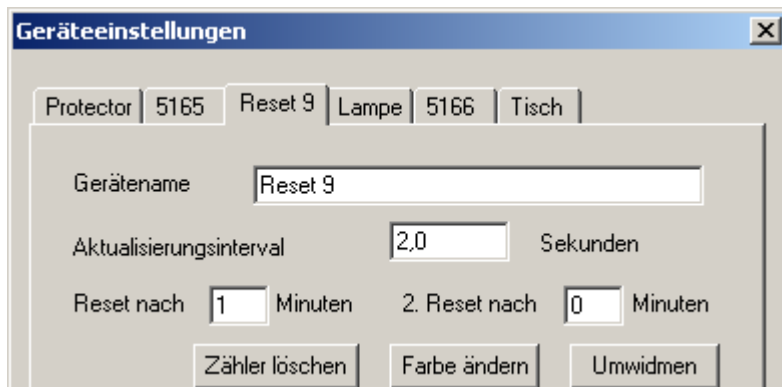 Geräteeinstellungen
Protector 5165 Reset 9 Lampe 5166 Tisch
Gerätename Reset 9
Aktualisierungsinterval 2,0 Sekunden
Reset nach 1 Minuten 2. Reset nach 0 Minuten
Zähler löschen Farbe ändern Umwidmen